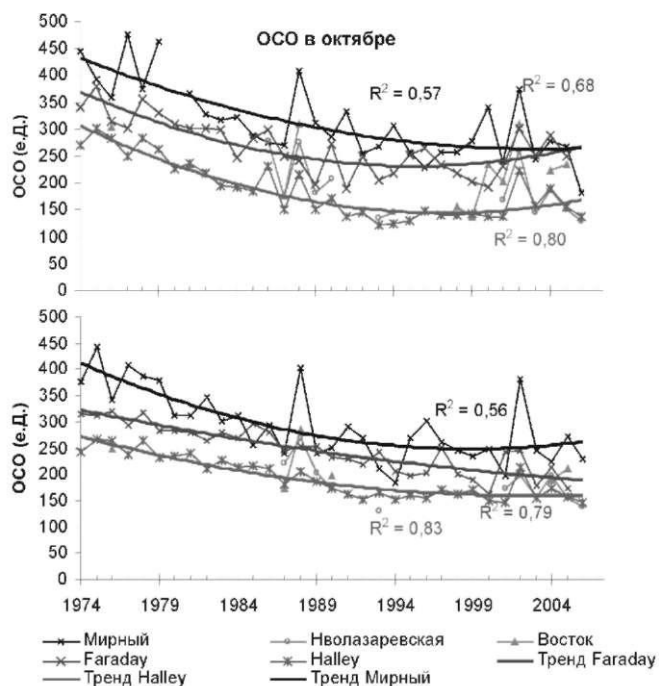 ОСО в октябре
ОСО (е.Д.)
500
450
400
350
300
250
200
150
100
50
0
R² = 0,57
R² = 0,68
R² = 0,80
ОСО (е.Д.)
500
450
400
350
300
250
200
150
100
50
0
R² = 0,56
R² = 0,79
R² = 0,83
1974 1979 1984 1989 1994 1999 2004
Мирный Нволазаревская Восток
Faraday Halley Тренд Faraday
Тренд Halley Тренд Мирный